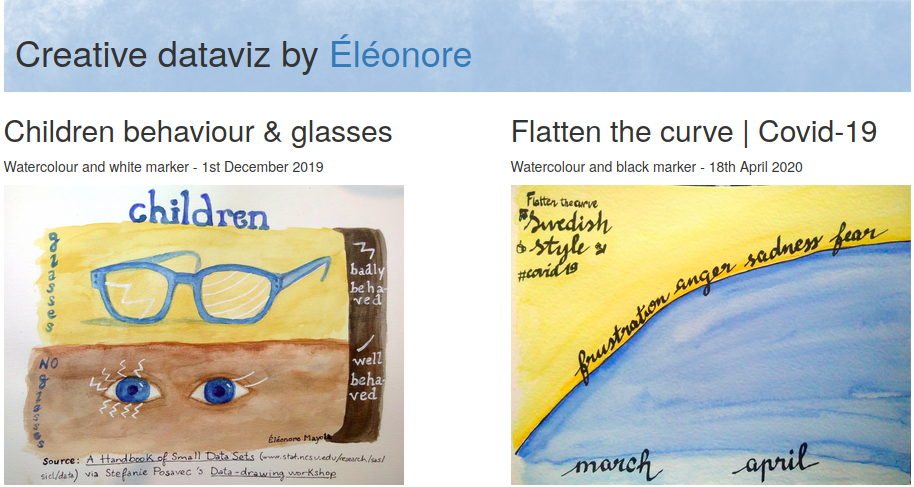 Creative dataviz by Éléonore
Children behaviour & glasses
Watercolour and white marker - 1st December 2019
children
glasses
badly
beha-
ved
NO
glasses
well
beha-
ved
Éléonore Mayola
Source: A Handbook of Small Data Sets (www.stat.ncsu.edu/research/sas/
sicl/data) via Stefanie Posavec 's Data-drawing workshop
Flatten the curve | Covid-19
Watercolour and black marker - 18th April 2020
Flatten the curve
Swedish
style
#covid19
frustration anger sadness fear
march april